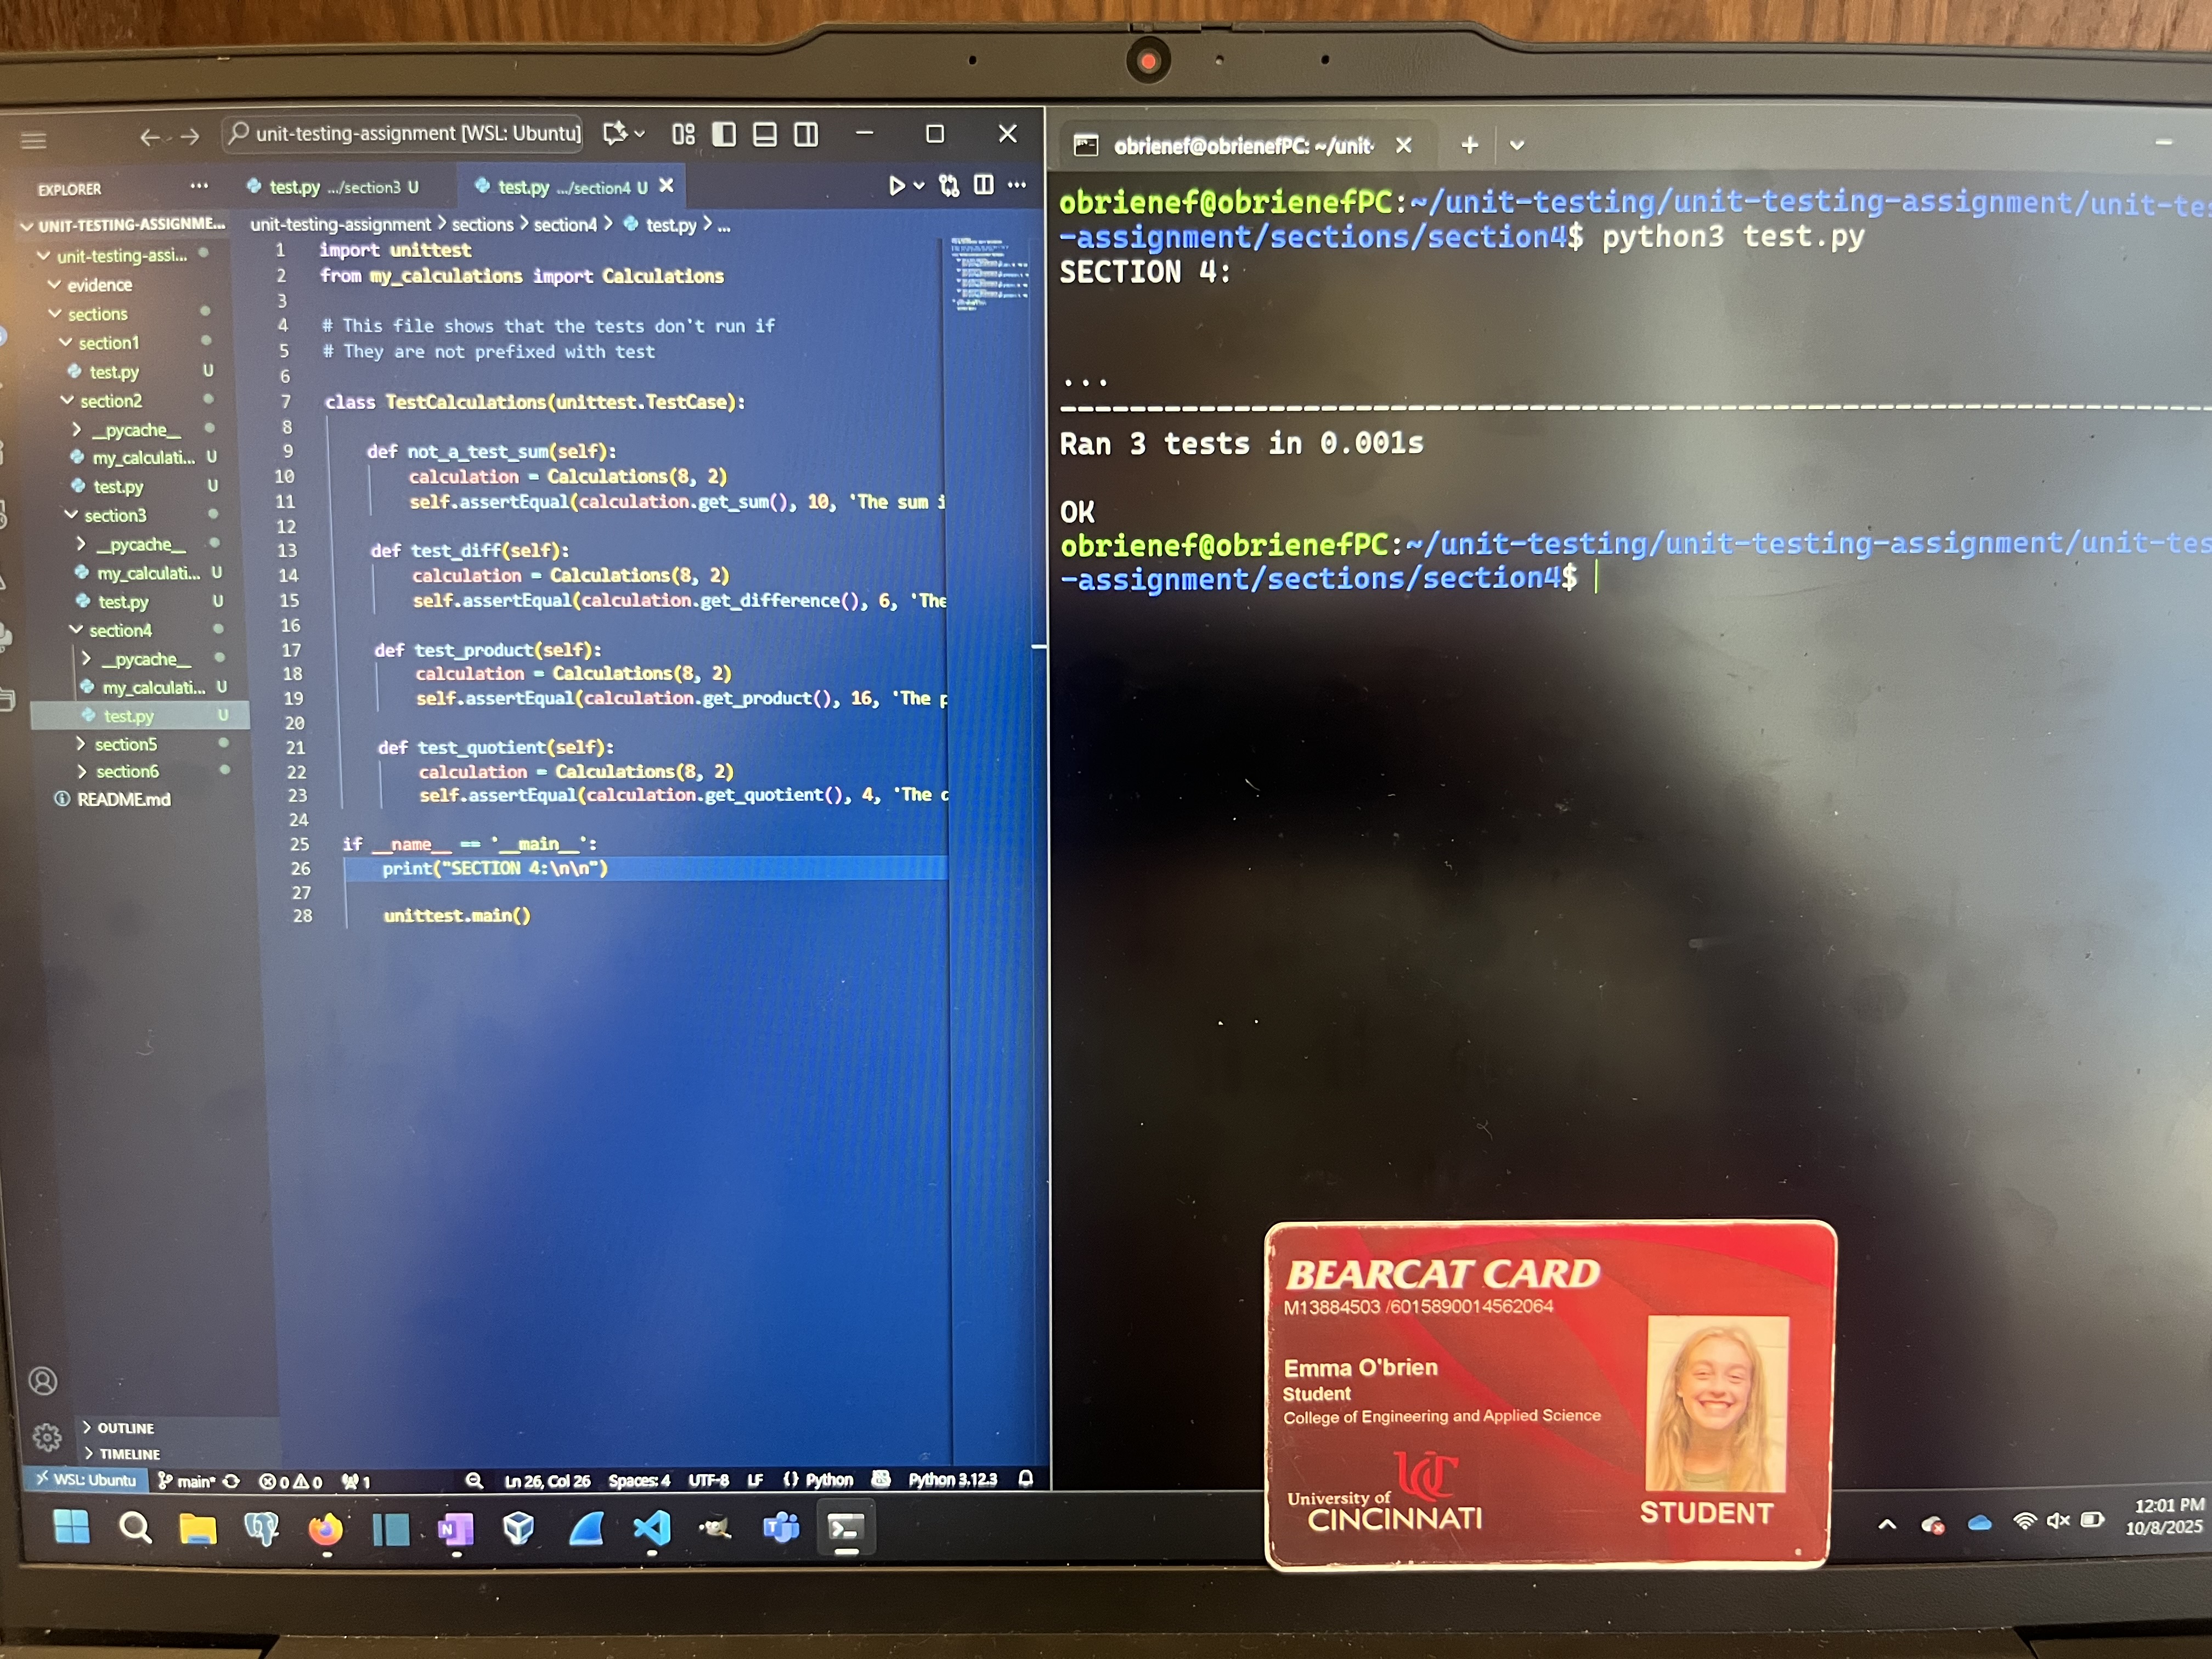 unit-testing-assignment [WSL: Ubuntu]
EXPLORER
test.py .../section3 U
test.py .../section4 U
UNIT-TESTING-ASSIGNME...
unit-testing-assi...
evidence
sections
section1
test.py U
section2
__pycache__
my_calculati... U
test.py U
section3
__pycache__
my_calculati... U
test.py U
section4
__pycache__
my_calculati... U
test.py U
section5
section6
README.md
OUTLINE
TIMELINE
unit-testing-assignment > sections > section4 > test.py > ...
1 import unittest
2 from my_calculations import Calculations
3
4 # This file shows that the tests don't run if
5 # They are not prefixed with test
6
7 class TestCalculations(unittest.TestCase):
8
9 def not_a_test_sum(self):
10 calculation = Calculations(8, 2)
11 self.assertEqual(calculation.get_sum(), 10, 'The sum i
12
13 def test_diff(self):
14 calculation = Calculations(8, 2)
15 self.assertEqual(calculation.get_difference(), 6, 'The
16
17 def test_product(self):
18 calculation = Calculations(8, 2)
19 self.assertEqual(calculation.get_product(), 16, 'The p
20
21 def test_quotient(self):
22 calculation = Calculations(8, 2)
23 self.assertEqual(calculation.get_quotient(), 4, 'The
24
25 if __name__ == '__main__':
26 print("SECTION 4:\n\n")
27
28 unittest.main()
WSL: Ubuntu main* 0 0 1 Ln 26, Col 26 Spaces: 4 UTF-8 LF {} Python Python 3.12.3
obrienef@obrienefPC: ~/unit-
obrienef@obrienefPC:~/unit-testing/unit-testing-assignment/unit-tes
-assignment/sections/section4$ python3 test.py
SECTION 4:
...
----------------------------------------------------------------------
Ran 3 tests in 0.001s
OK
obrienef@obrienefPC:~/unit-testing/unit-testing-assignment/unit-tes
-assignment/sections/section4$
BEARCAT CARD
M13884503 /6015890014562064
Emma O'brien
Student
College of Engineering and Applied Science
UC
University of
CINCINNATI
STUDENT
12:01 PM
10/8/2025